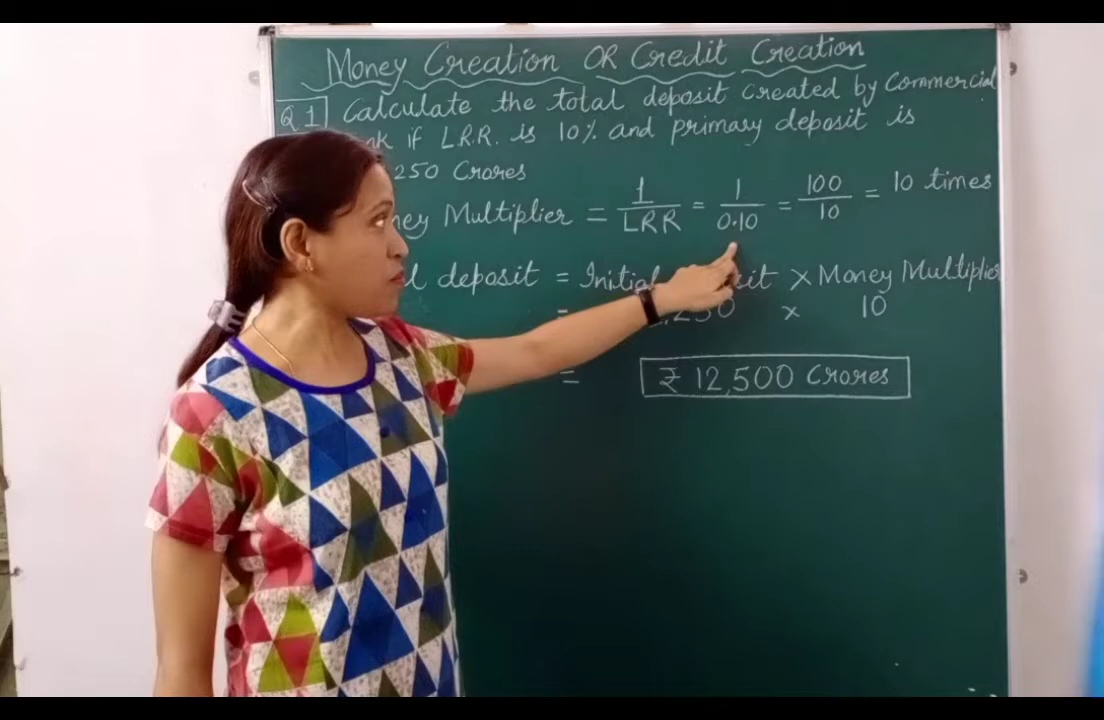 Money Creation OR Credit Creation
Q 1 Calculate the total deposit created by Commercial
if L.R.R. is 10% and primary deposit is
250 Crores
Multiplier = 1/LRR = 1/0.10 = 100/10 = 10 times
deposit = × Money Multiplier
= × 10
= ₹ 12,500 Crores